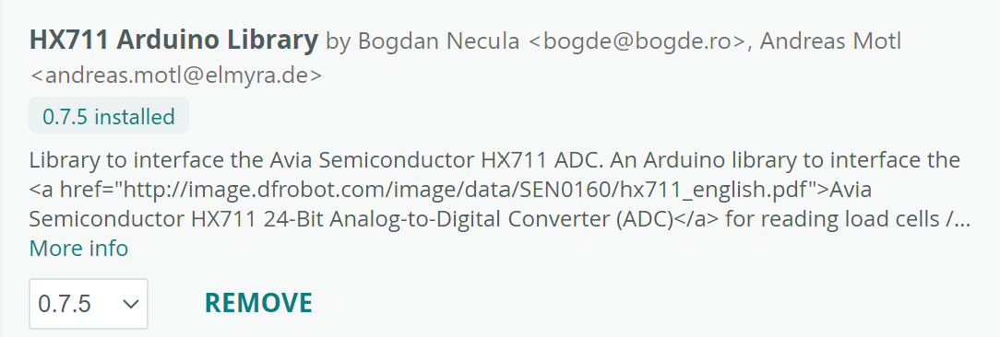 HX711 Arduino Library by Bogdan Necula <bogde@bogde.ro>, Andreas Motl
<andreas.motl@elmyra.de>
0.7.5 installed
Library to interface the Avia Semiconductor HX711 ADC. An Arduino library to interface the
<a href="http://image.dfrobot.com/image/data/SEN0160/hx711_english.pdf">Avia
Semiconductor HX711 24-Bit Analog-to-Digital Converter (ADC)</a> for reading load cells /...
More info
0.7.5
REMOVE